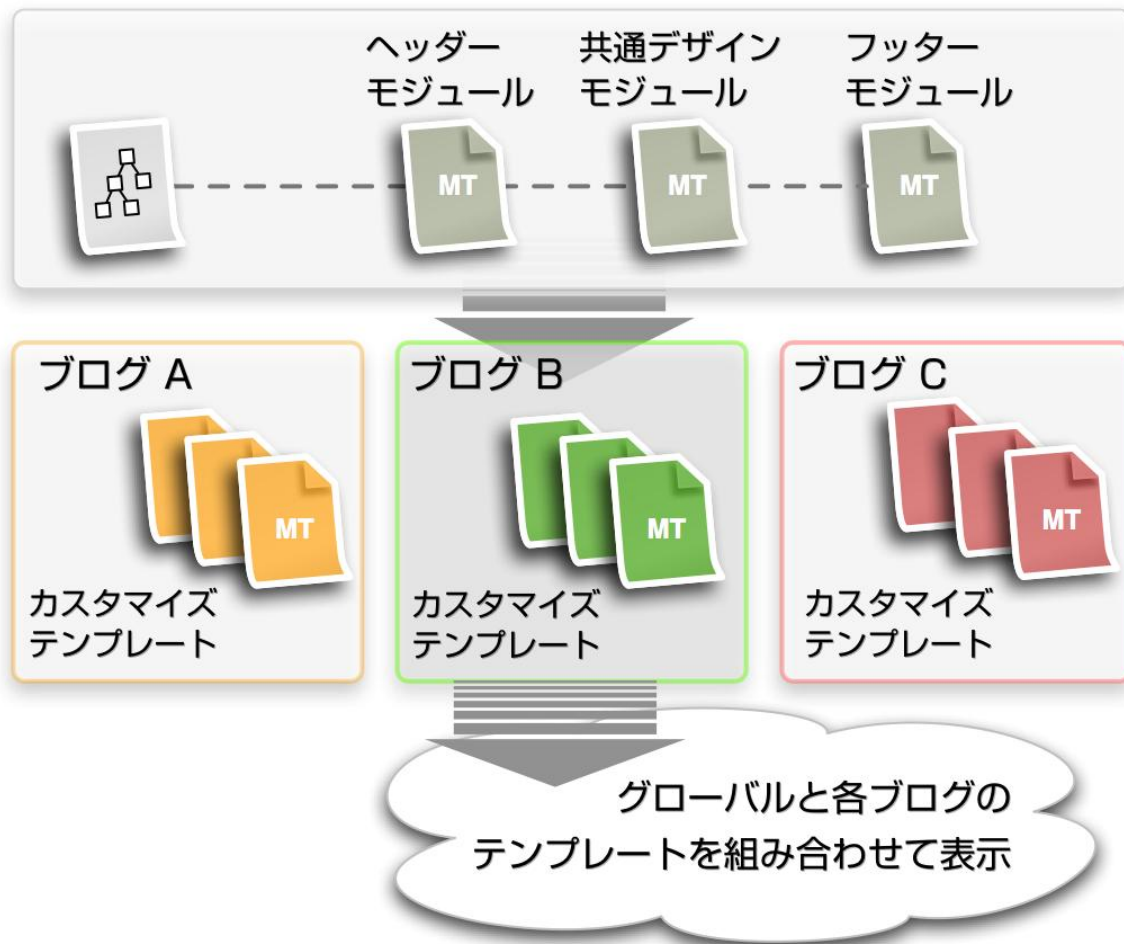 ヘッダー
モジュール
共通デザイン
モジュール
フッター
モジュール
MT
MT
MT
ブログ A
MT
カスタマイズ
テンプレート
ブログ B
MT
カスタマイズ
テンプレート
ブログ C
MT
カスタマイズ
テンプレート
グローバルと各ブログの
テンプレートを組み合わせて表示